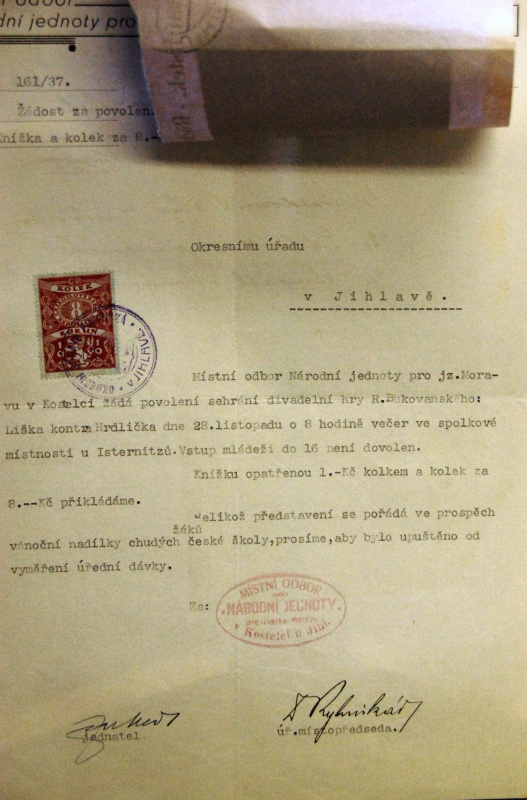 odbor
dní jednoty pro
161/37.
Žádost za povolen
Knížka a kolek za 8.-
Okresnímu úřadu
v Jihlavě.
KOLEK
8
KORUN
V JIHLAVĚ
Místní odbor Národní jednoty pro jz.Mora-
vu v Kostelci žádá povolení sehrání divadelní hry R.Bukovanského:
Liška kontra Hrdlička dne 28.listopadu o 8 hodině večer ve spolkové
místnosti u Isternitzů.Vstup mládeži do 16 není dovolen.
Knížku opatřenou 1.-Kč kolkem a kolek za
8.--Kč přikládáme.
Jelikož představení se pořádá ve prospěch
žáků
vánoční nadílky chudých české školy,prosíme,aby bylo upuštěno od
vyměření úřední dávky.
Za:
MÍSTNÍ ODBOR
NÁRODNÍ JEDNOTY
v Kostelci u Jihl.
jednatel
úř.místopředseda.